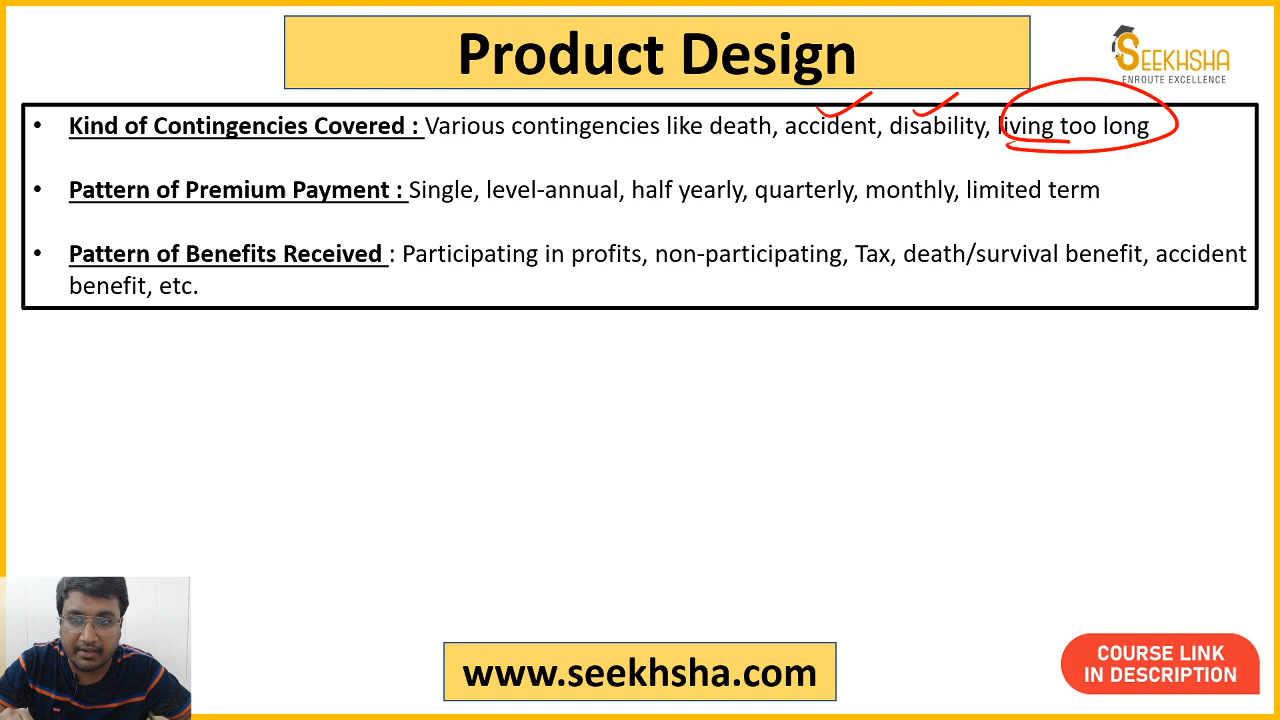 Product Design
SEEKHSHA
ENROUTE EXCELLENCE
• Kind of Contingencies Covered : Various contingencies like death, accident, disability, living too long
• Pattern of Premium Payment : Single, level-annual, half yearly, quarterly, monthly, limited term
• Pattern of Benefits Received : Participating in profits, non-participating, Tax, death/survival benefit, accident
benefit, etc.
www.seekhsha.com
COURSE LINK
IN DESCRIPTION